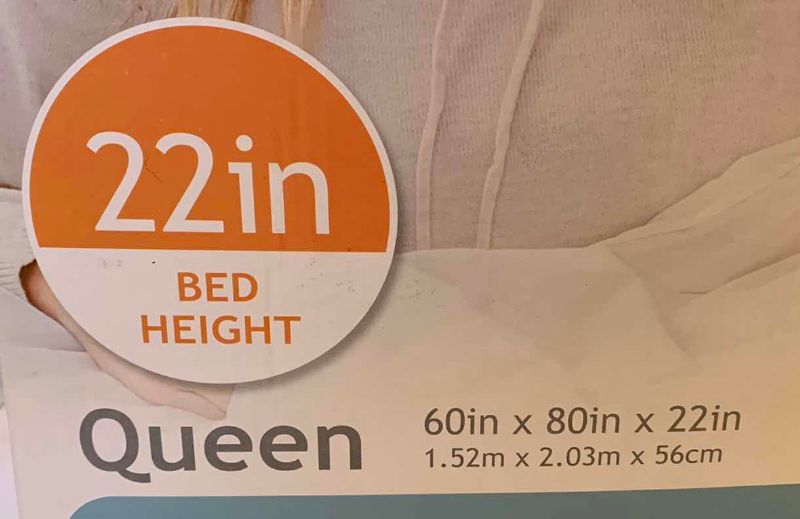 22in
BED
HEIGHT
Queen
60in x 80in x 22in
1.52m x 2.03m x 56cm